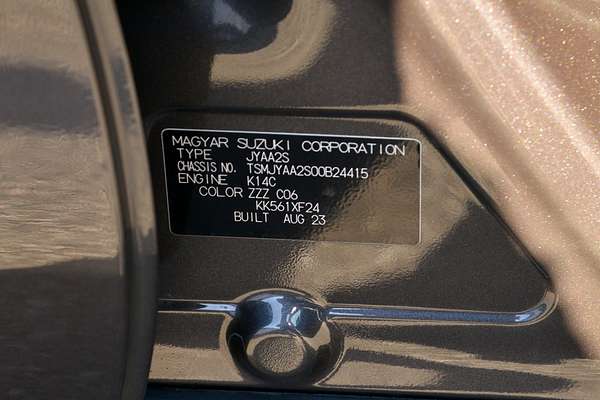 MAGYAR SUZUKI CORPORATION
TYPE JYAA2S
CHASSIS NO. TSMJYAA2S00B24415
ENGINE K14C
COLOR ZZZ C06
KK561XF24
BUILT AUG 23